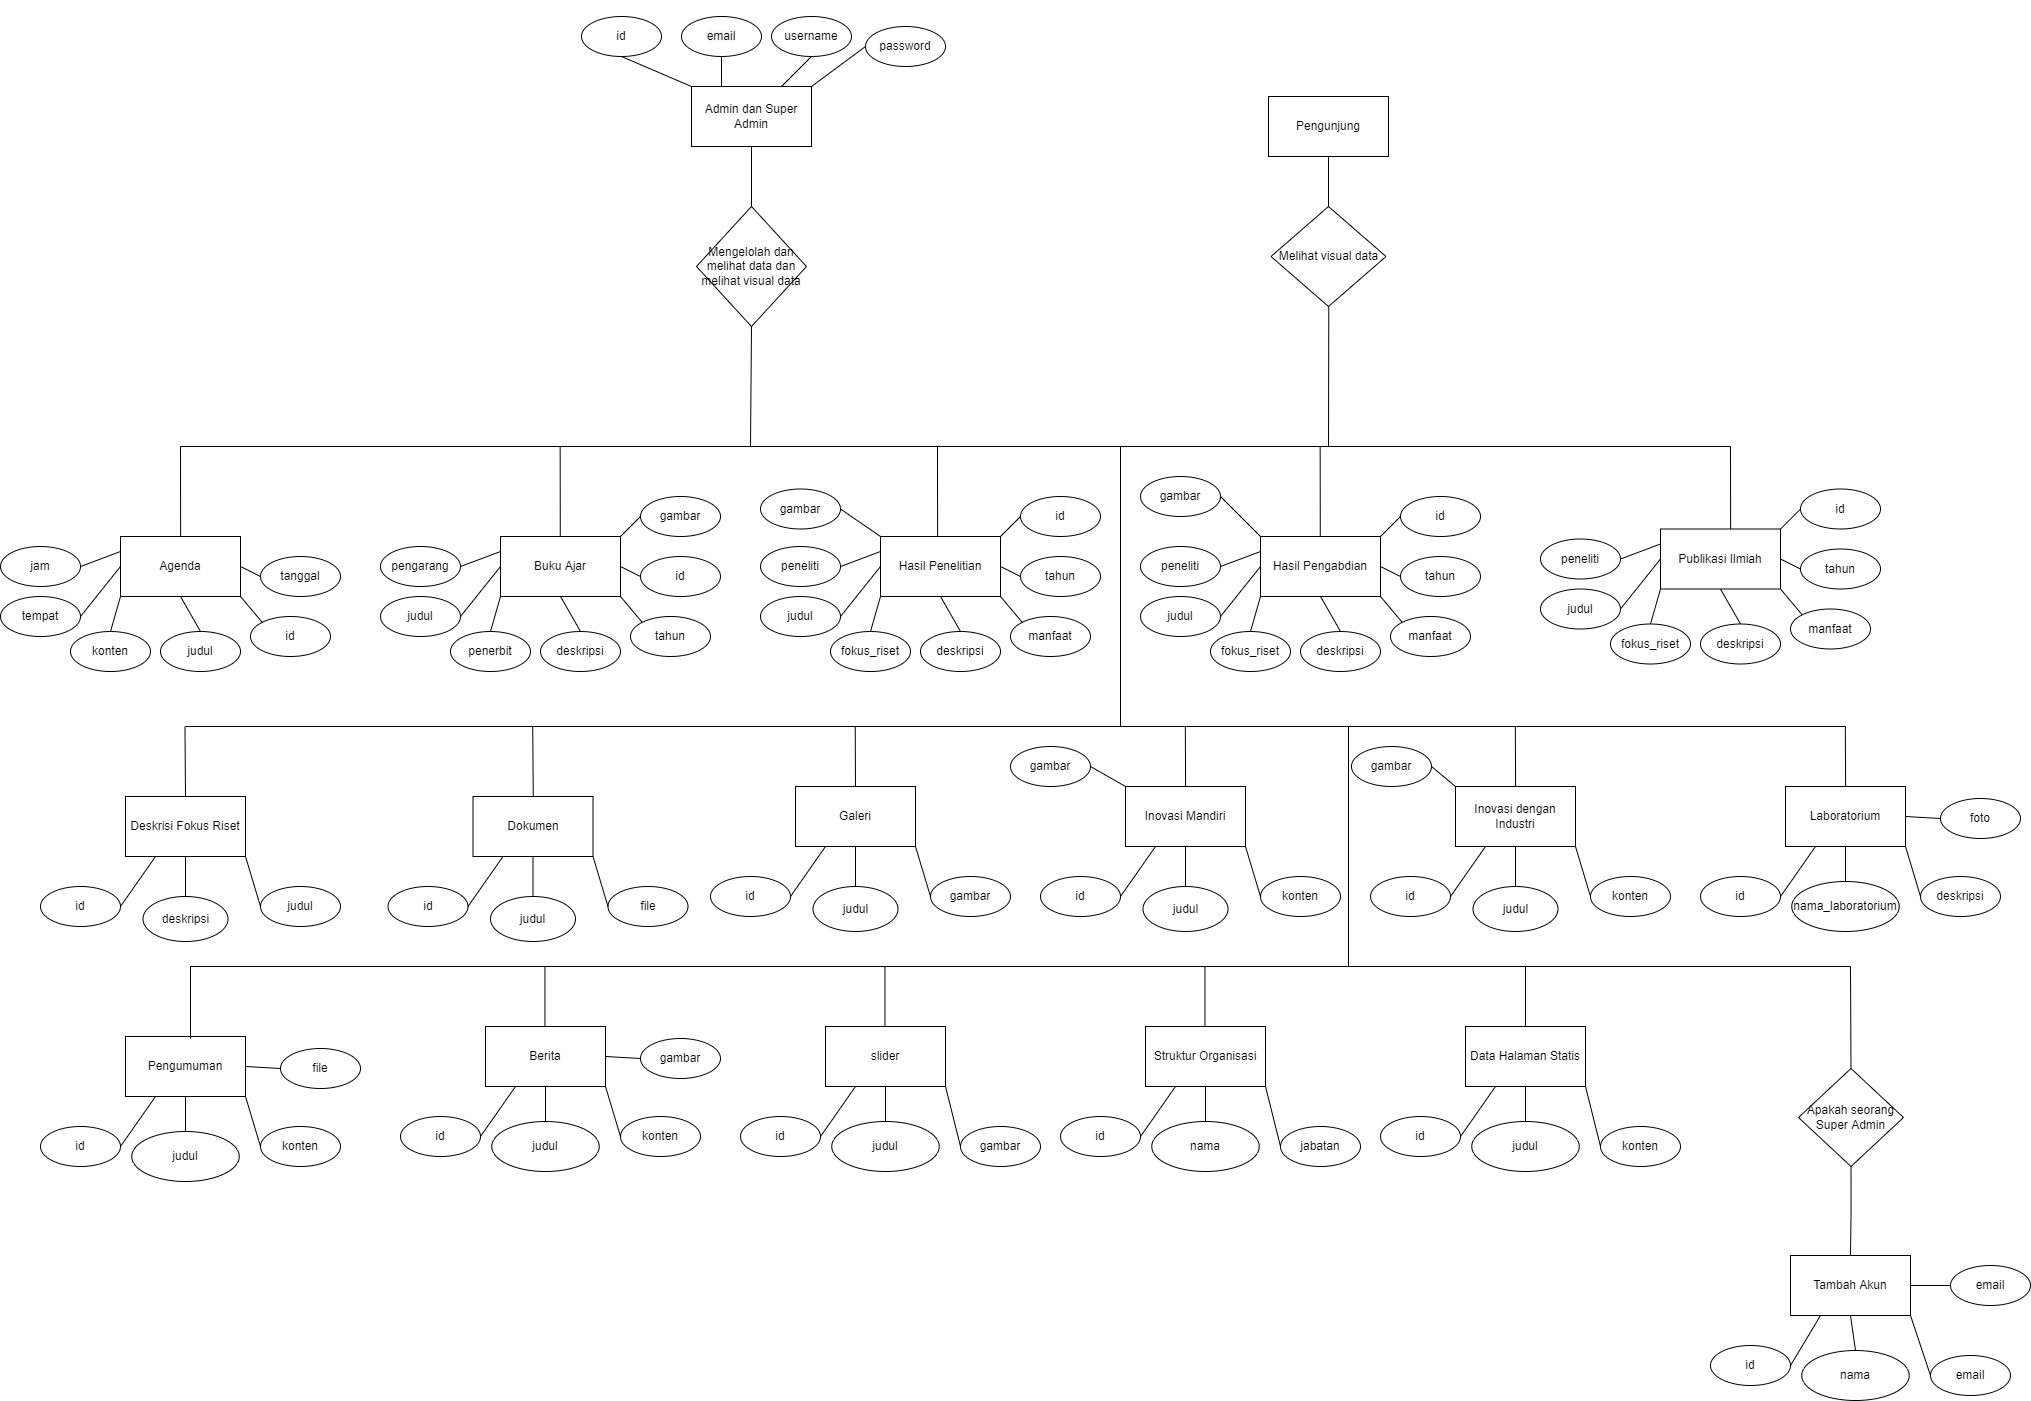 id
email
username
password
Admin dan Super
Admin
Pengunjung
Mengelolah dan
melihat data dan
melihat visual data
Melihat visual data
gambar
id
gambar
gambar
id
gambar
id
id
jam
Agenda
tanggal
pengarang
Buku Ajar
id
peneliti
Hasil Penelitian
tahun
peneliti
Hasil Pengabdian
tahun
peneliti
Publikasi Ilmiah
tahun
tempat
konten
judul
id
judul
penerbit
deskripsi
tahun
judul
fokus_riset
deskripsi
manfaat
judul
fokus_riset
deskripsi
manfaat
judul
fokus_riset
deskripsi
manfaat
gambar
gambar
Deskrisi Fokus Riset
Dokumen
Galeri
Inovasi Mandiri
Inovasi dengan
Industri
Laboratorium
foto
id
deskripsi
judul
id
judul
file
id
judul
gambar
id
judul
konten
id
judul
konten
id
nama_laboratorium
deskripsi
Pengumuman
file
Berita
gambar
slider
Struktur Organisasi
Data Halaman Statis
Apakah seorang
Super Admin
id
judul
konten
id
judul
konten
id
judul
gambar
id
nama
jabatan
id
judul
konten
Tambah Akun
email
id
nama
email